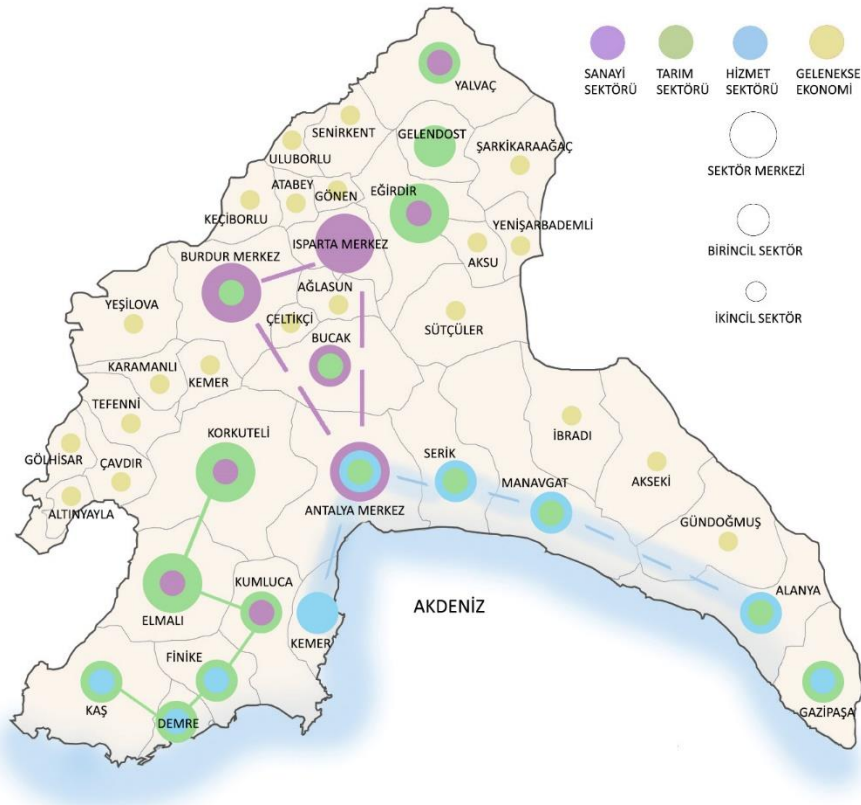 SANAYİ
SEKTÖRÜ
TARIM
SEKTÖRÜ
HİZMET
SEKTÖRÜ
GELENEKSE
EKONOMİ
SEKTÖR MERKEZİ
BİRİNCİL SEKTÖR
İKİNCİL SEKTÖR
YALVAÇ
SENİRKENT
GELENDOST
ULUBORLU
ŞARKİKARAAĞAÇ
ATABEY
GÖNEN
EĞİRDİR
KEÇİBORLU
YENİŞARBADEMLİ
ISPARTA MERKEZ
AKSU
BURDUR MERKEZ
AĞLASUN
YEŞİLOVA
ÇELTİKÇİ
SÜTÇÜLER
BUCAK
KARAMANLI
KEMER
TEFENNİ
KORKUTELİ
İBRADI
GÖLHİSAR
ÇAVDIR
SERİK
AKSEKİ
MANAVGAT
ALTINYAYLA
ANTALYA MERKEZ
GÜNDOĞMUŞ
KUMLUCA
ALANYA
ELMALI
AKDENİZ
KEMER
FİNİKE
KAŞ
DEMRE
GAZİPAŞA